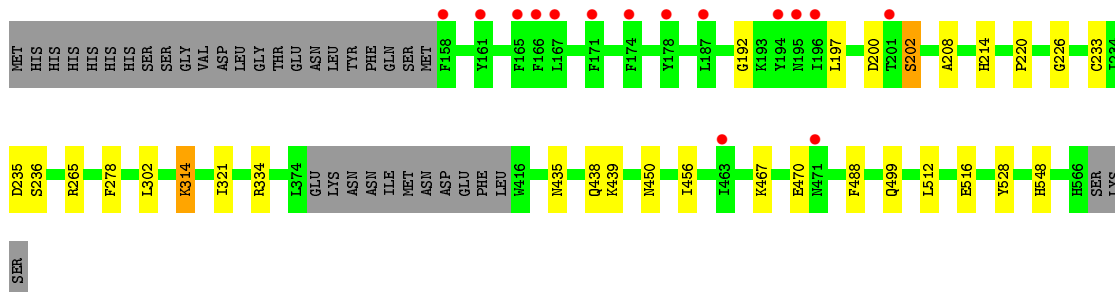 MET HIS HIS HIS HIS HIS HIS SER SER GLY VAL ASP LEU GLY THR GLU ASN LEU TYR PHE GLN SER MET F158 Y161 F165 F166 L167 F171 F174 Y178 L187 G192 K193 Y194 N195 I196 L197 D200 T201 S202 A208 H214 P220 G226 C233 I234
D235 S236 R265 F278 L302 K314 I321 R334 L374 GLU LYS ASN ASN ILE MET ASN ASP GLU PHE LEU W416 N435 Q438 K439 N450 I456 I463 K467 E470 N471 F488 Q499 L512 E516 Y528 H548 H566 SER LYS
SER